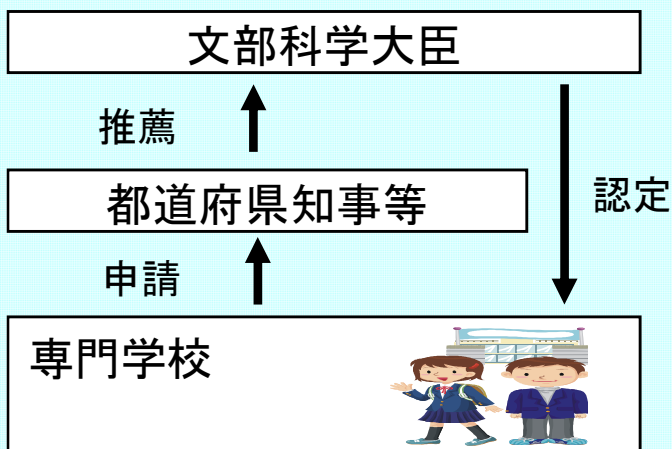 文部科学大臣
推薦
都道府県知事等
認定
申請
専門学校